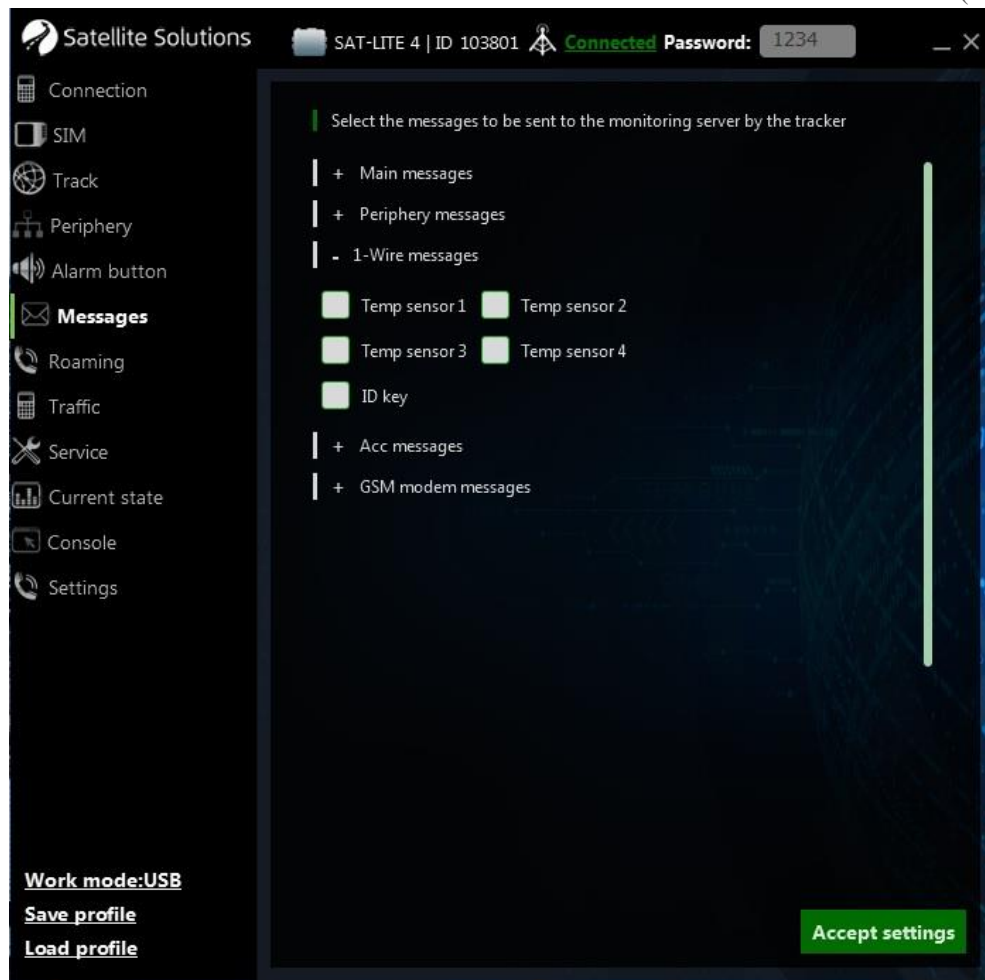 Satellite Solutions
SAT-LITE 4 | ID 103801 Connected Password: 1234
Connection
SIM
Track
Periphery
Alarm button
Messages
Roaming
Traffic
Service
Current state
Console
Settings
Work mode:USB
Save profile
Load profile
Select the messages to be sent to the monitoring server by the tracker
+ Main messages
+ Periphery messages
- 1-Wire messages
Temp sensor 1 Temp sensor 2
Temp sensor 3 Temp sensor 4
ID key
+ Acc messages
+ GSM modem messages
Accept settings